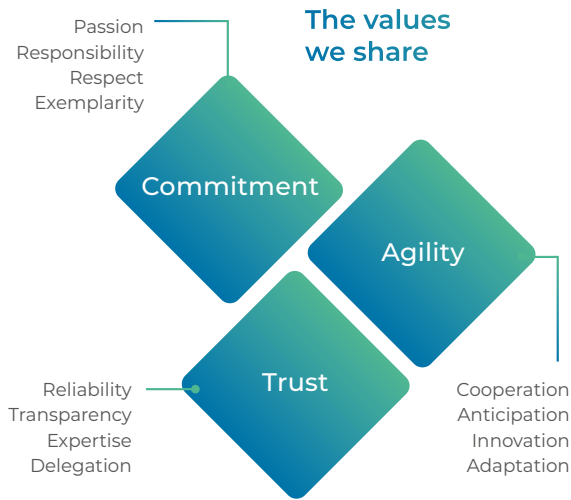 The values
we share
Passion
Responsibility
Respect
Exemplarity
Commitment
Agility
Trust
Reliability
Transparency
Expertise
Delegation
Cooperation
Anticipation
Innovation
Adaptation